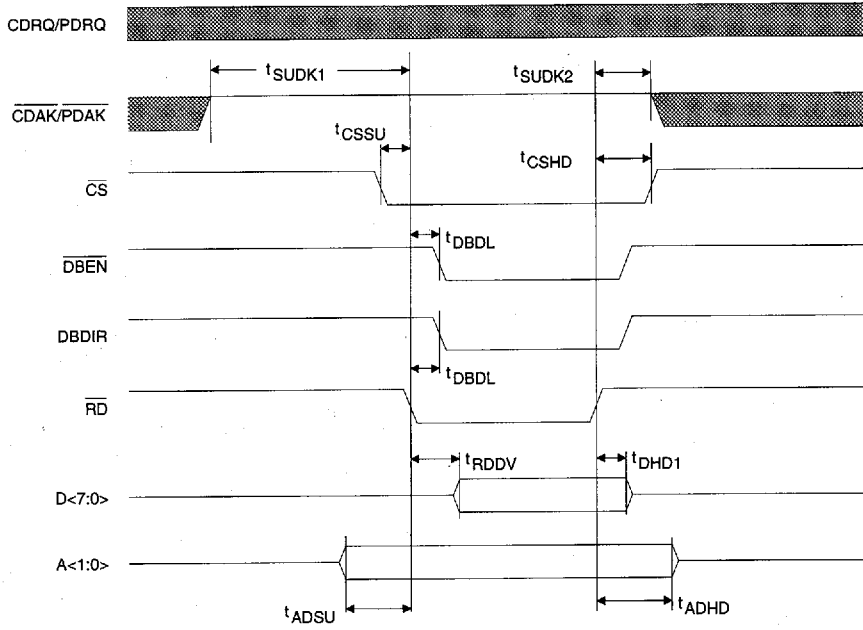 CDRQ/PDRQ
tSUDK1
tSUDK2
CDAK/PDAK
tCSSU
tCSHD
CS
tDBDL
DBEN
DBDIR
tDBDL
RD
tRDDV
tDHD1
D<7:0>
A<1:0>
tADSU
tADHD